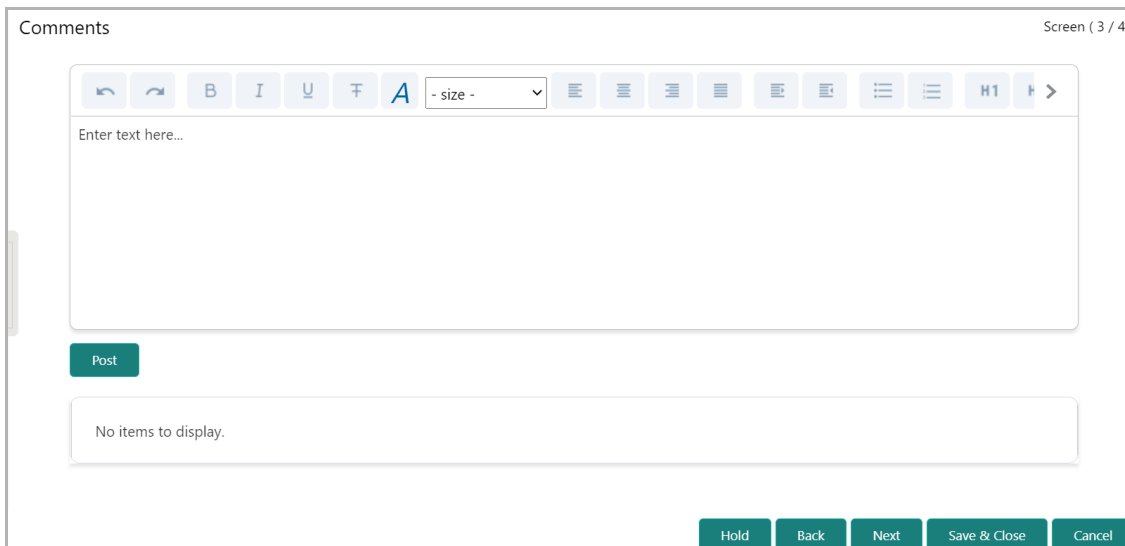 Comments
Screen ( 3 / 4
B I U T A - size - H1
Enter text here...
Post
No items to display.
Hold Back Next Save & Close Cancel